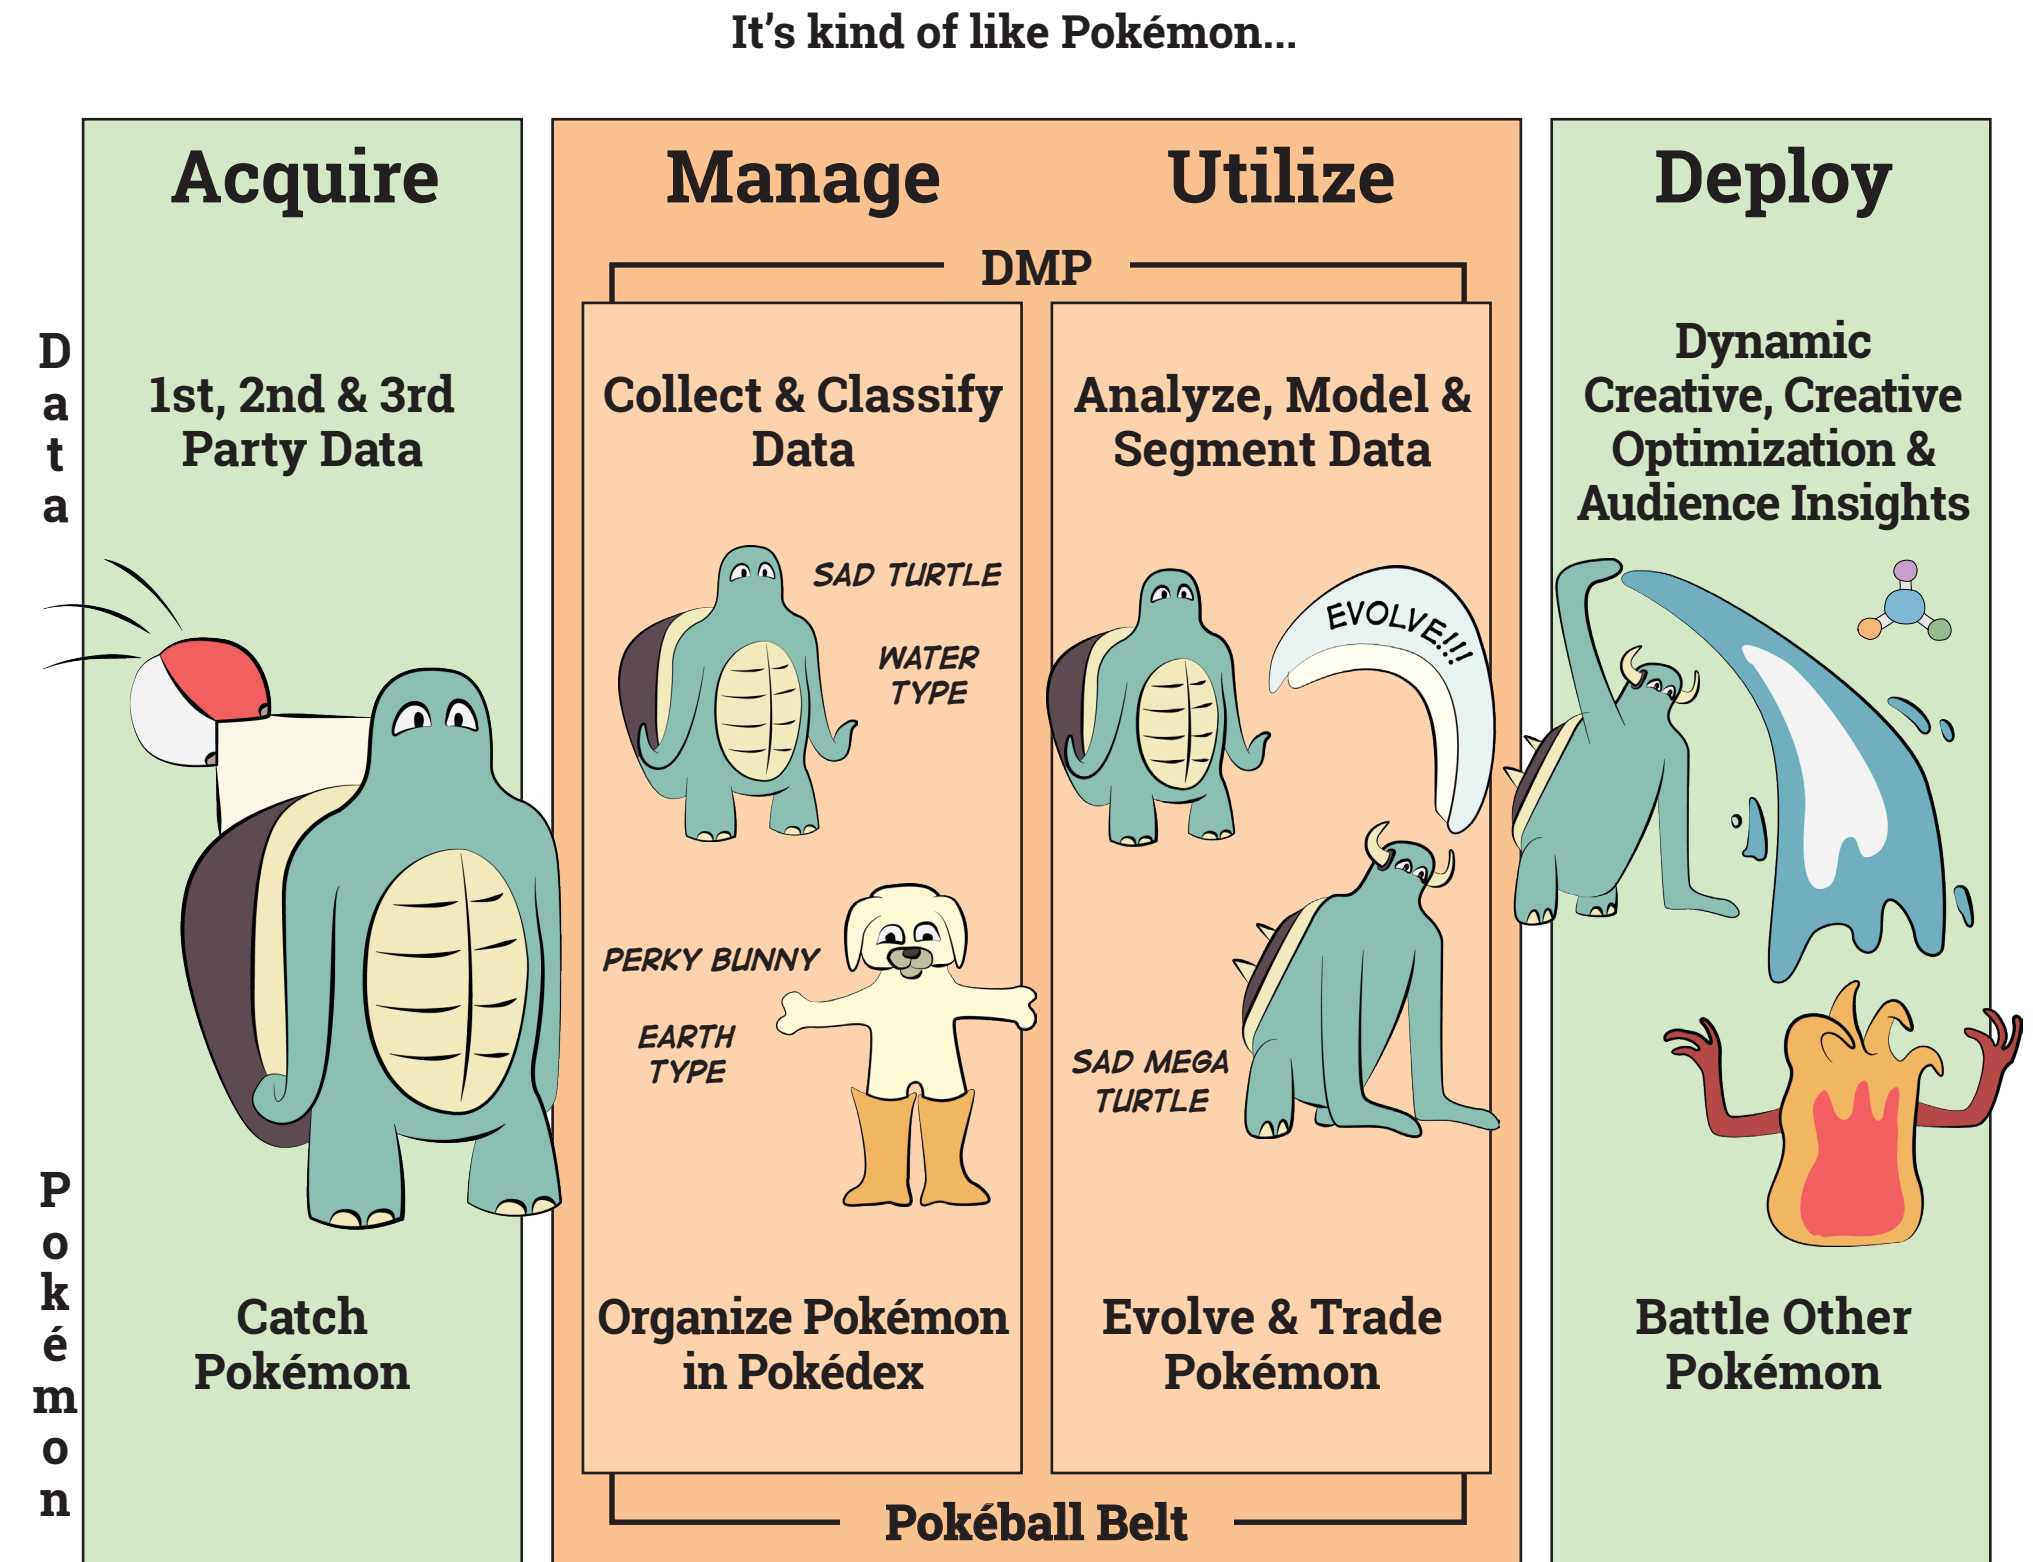 It's kind of like Pokémon...
Acquire
Manage
Utilize
Deploy
DMP
Data
1st, 2nd & 3rd
Party Data
Collect & Classify
Data
Analyze, Model &
Segment Data
Dynamic
Creative, Creative
Optimization &
Audience Insights
SAD TURTLE
WATER
TYPE
PERKY BUNNY
EARTH
TYPE
EVOLVE!!!
SAD MEGA
TURTLE
Pokémon
Catch
Pokémon
Organize Pokémon
in Pokédex
Evolve & Trade
Pokémon
Battle Other
Pokémon
Pokéball Belt